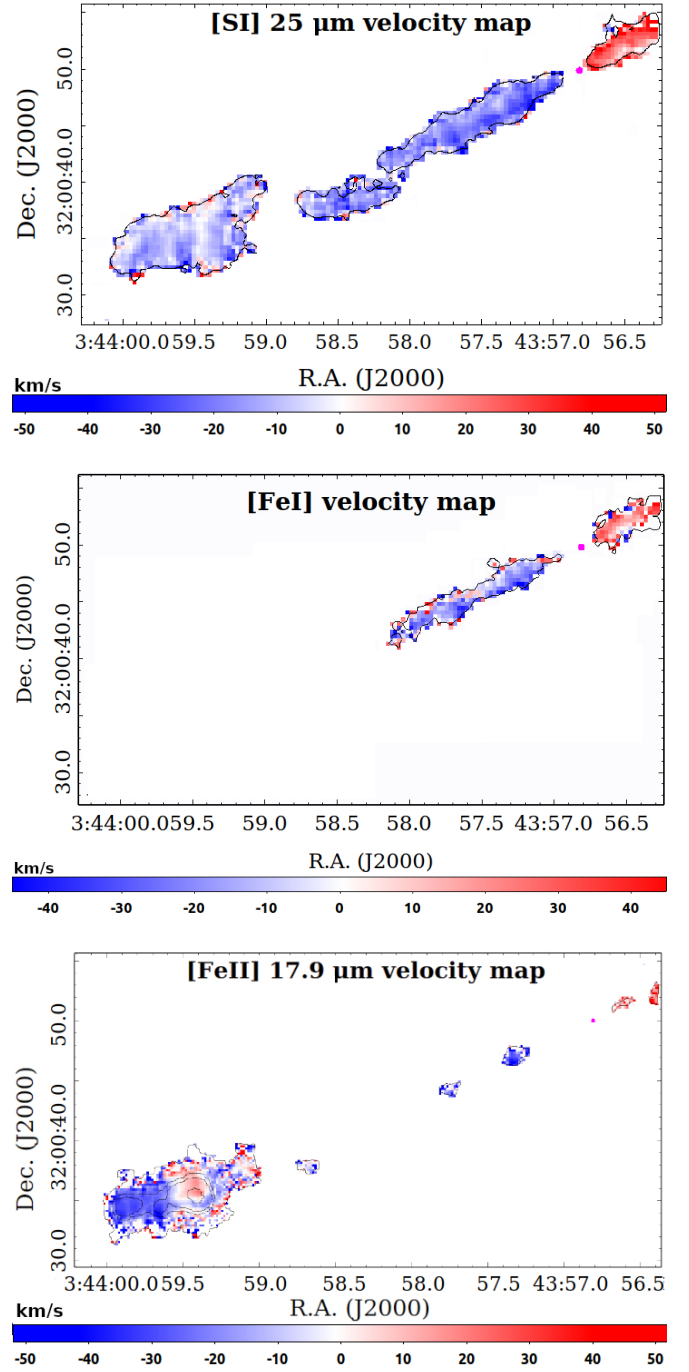 [SI] 25 μm velocity map
50.0
32:00:40.0
30.0
Dec. (J2000)
3:44:00.0 59.5 59.0 58.5 58.0 57.5 43:57.0 56.5
R.A. (J2000)
km/s
-50 -40 -30 -20 -10 0 10 20 30 40 50
[FeI] velocity map
50.0
32:00:40.0
30.0
Dec. (J2000)
3:44:00.0 59.5 59.0 58.5 58.0 57.5 43:57.0 56.5
R.A. (J2000)
km/s
-40 -30 -20 -10 0 10 20 30 40
[FeII] 17.9 μm velocity map
50.0
32:00:40.0
30.0
Dec. (J2000)
3:44:00.0 59.5 59.0 58.5 58.0 57.5 43:57.0 56.5
R.A. (J2000)
km/s
-50 -40 -30 -20 -10 0 10 20 30 40 50